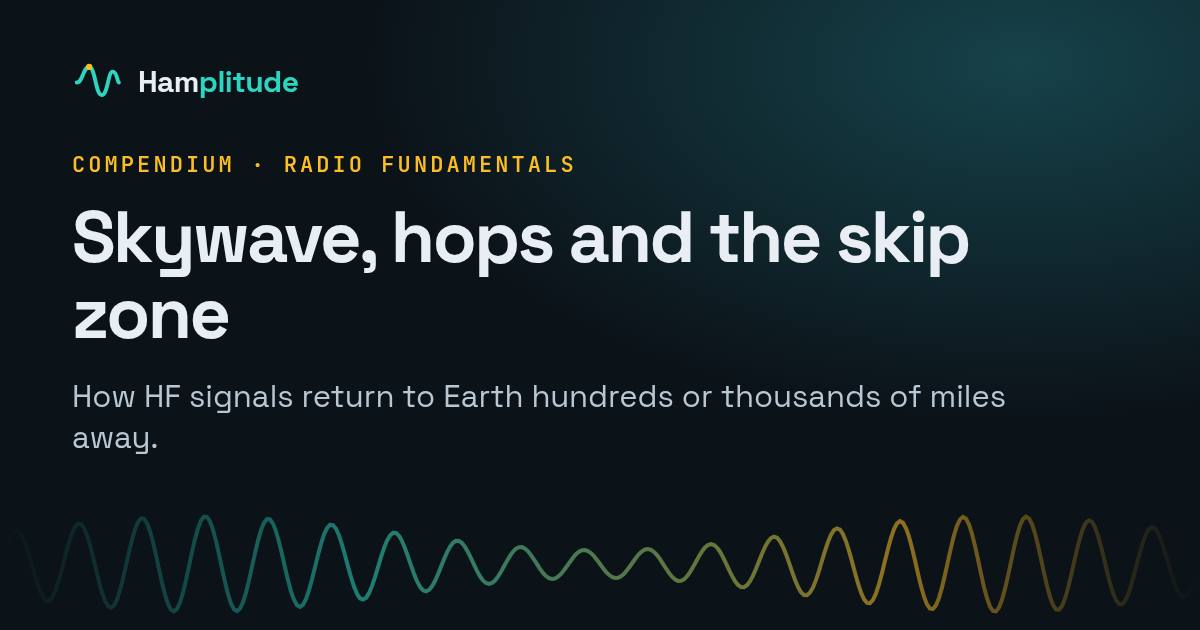 Hamplitude
COMPENDIUM · RADIO FUNDAMENTALS
Skywave, hops and the skip
zone
How HF signals return to Earth hundreds or thousands of miles
away.